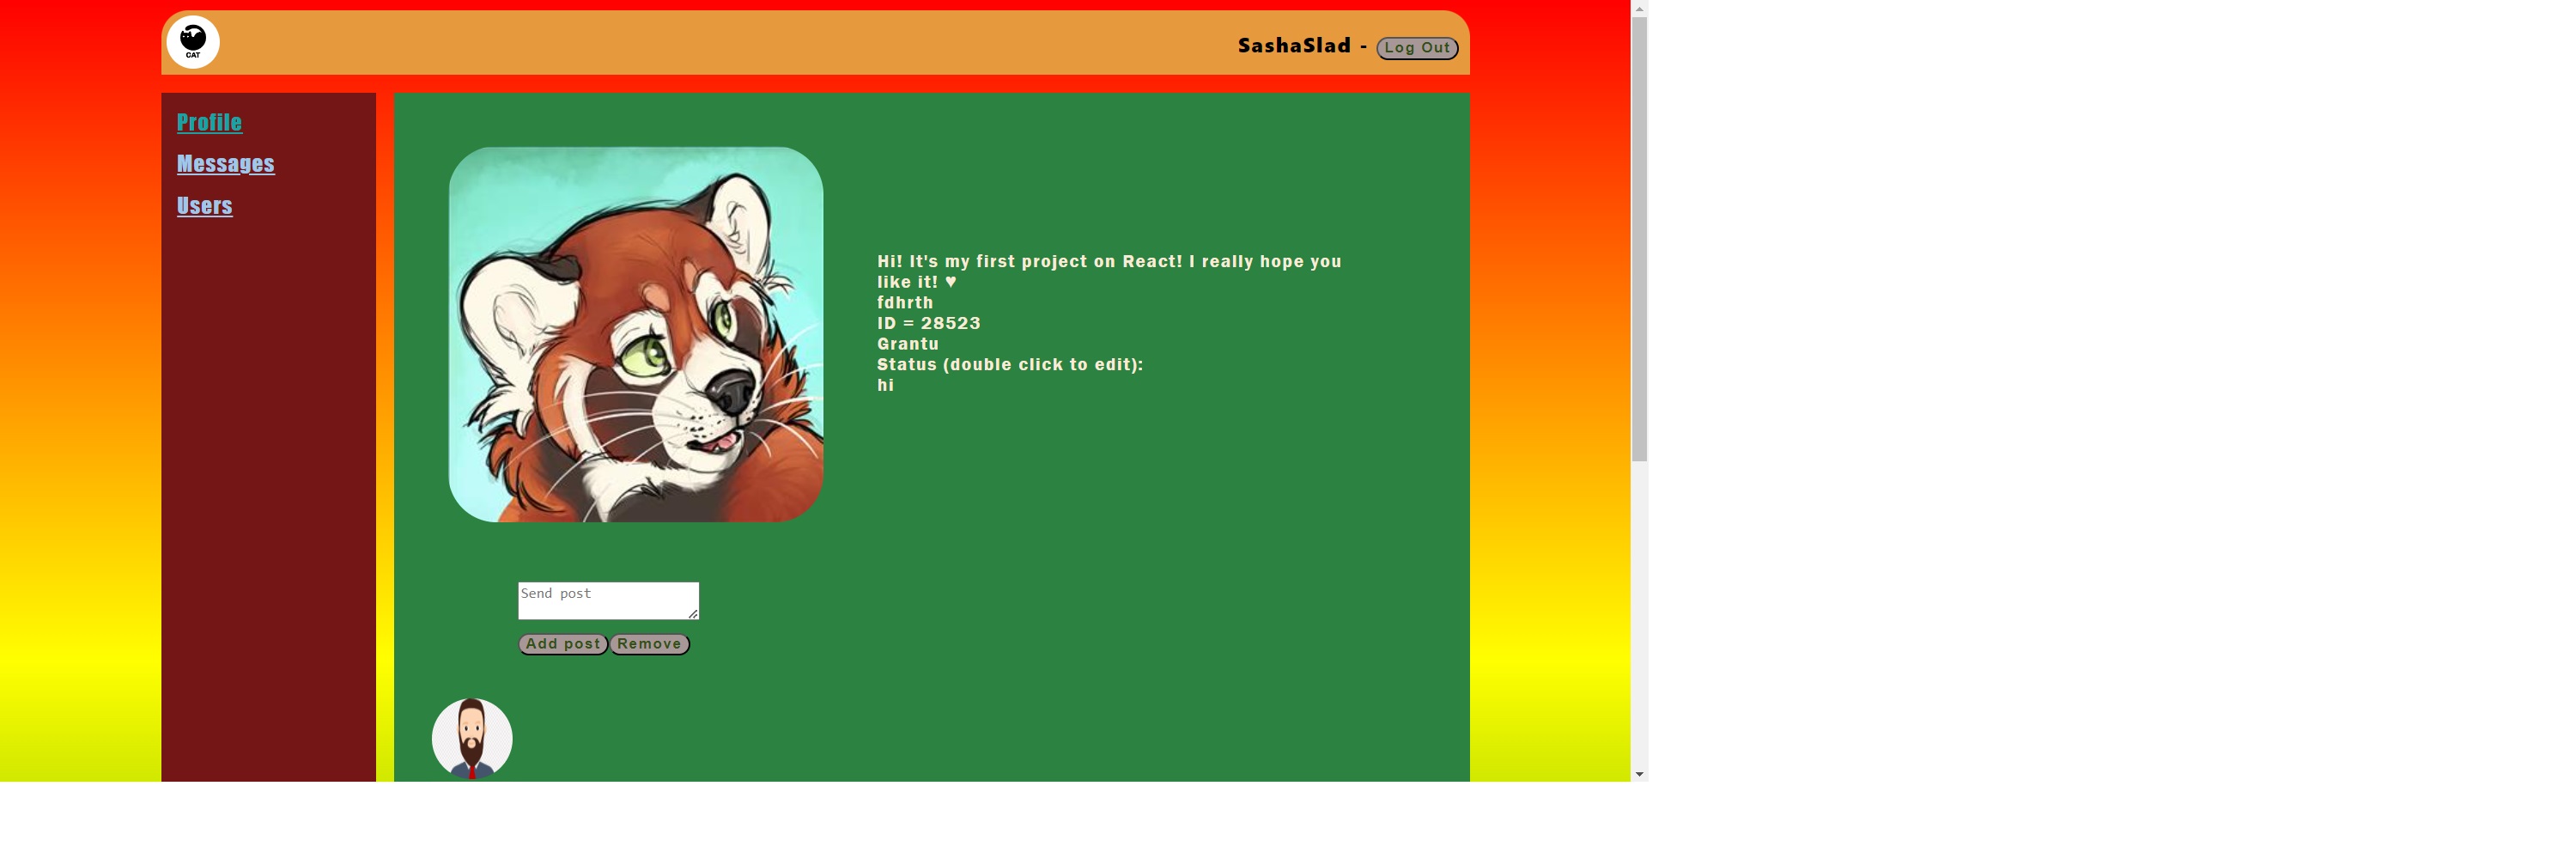 CAT
SashaSlad - Log Out
Profile
Messages
Users
Hi! It's my first project on React! I really hope you
like it! ♥
fdhrth
ID = 28523
Grantu
Status (double click to edit):
hi
Send post
Add post Remove